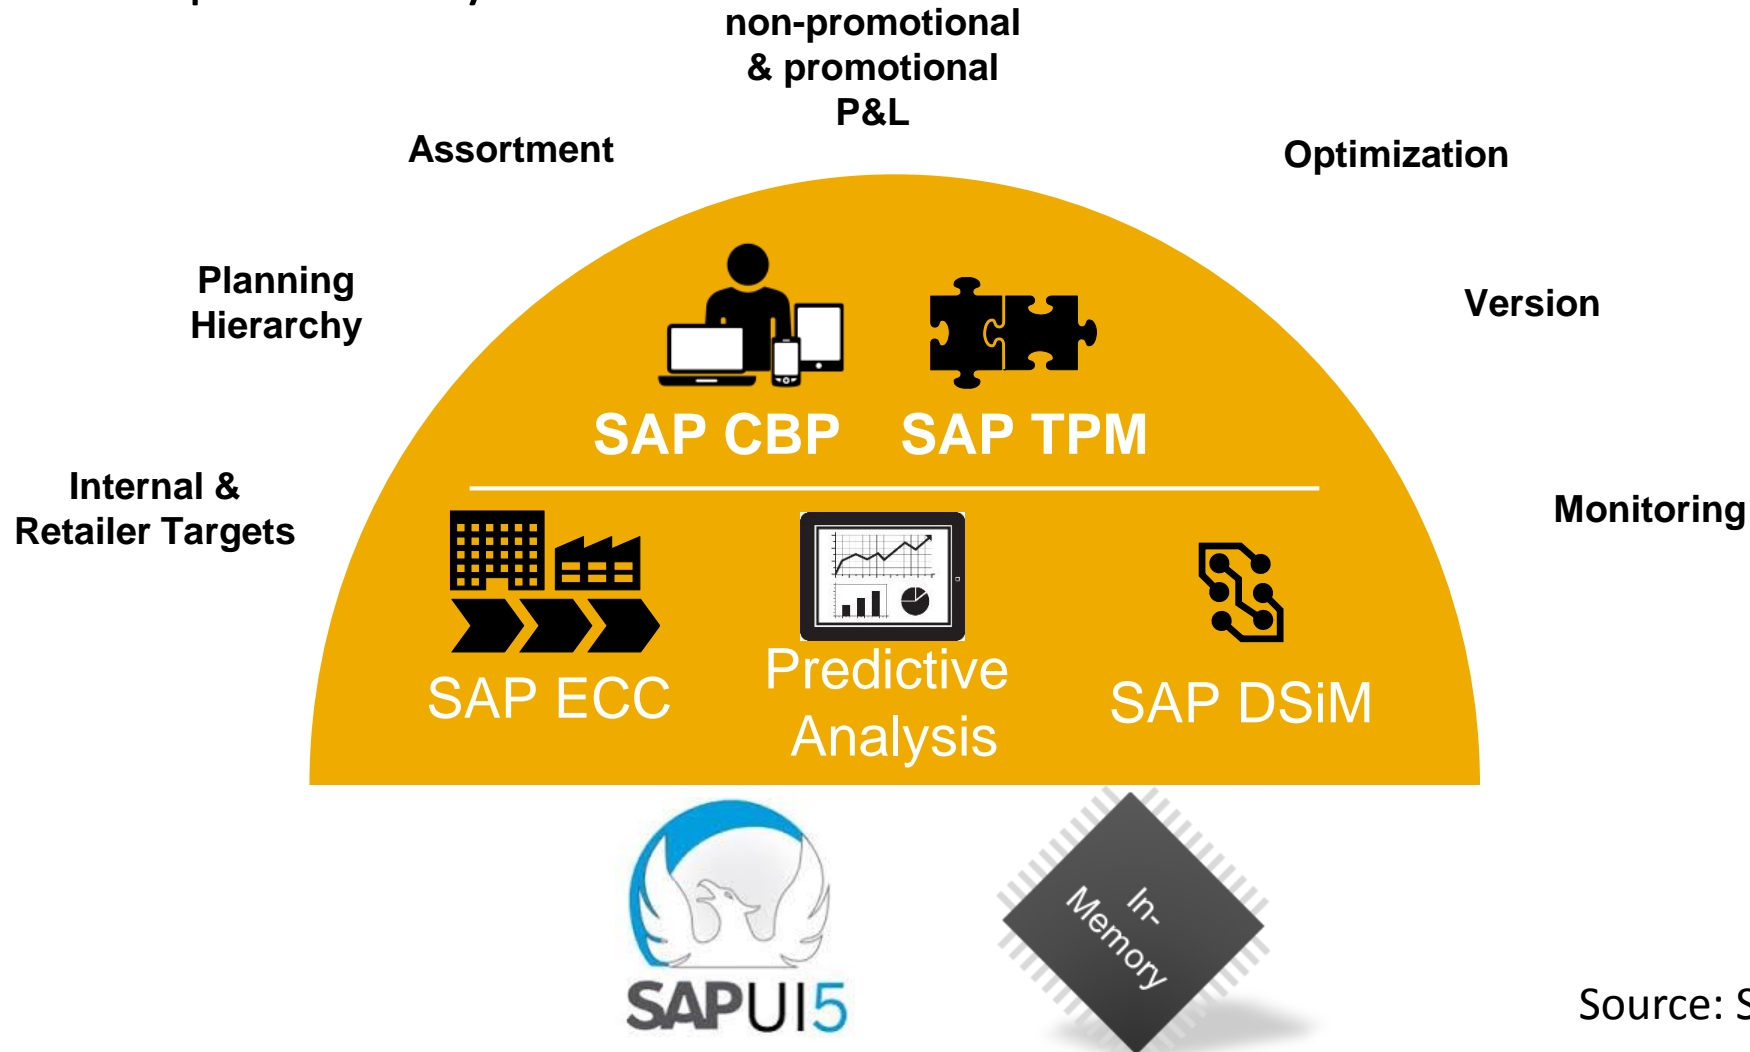 non-promotional
& promotional
P&L
Assortment
Optimization
Planning
Hierarchy
Version
SAP CBP
SAP TPM
Internal &
Retailer Targets
Monitoring
SAP ECC
Predictive
Analysis
SAP DSiM
In-
Memory
SAPUI5
Source: S